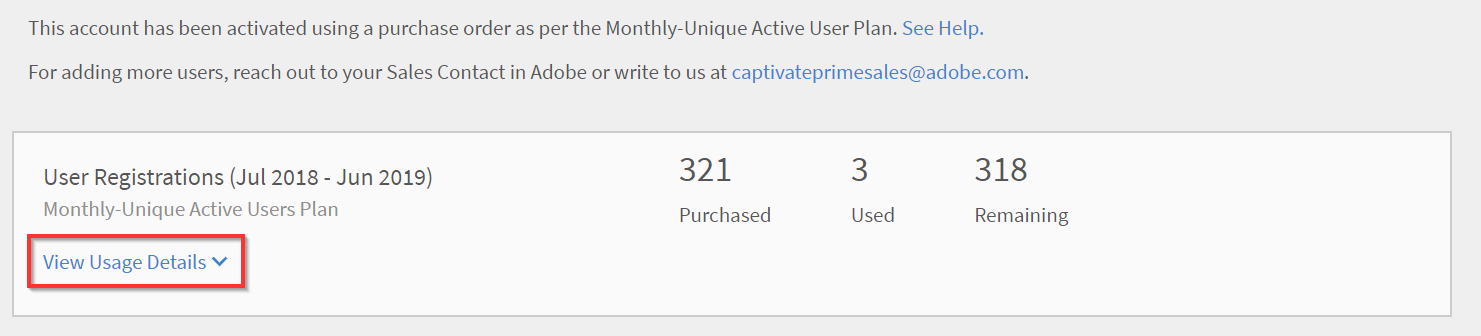 This account has been activated using a purchase order as per the Monthly-Unique Active User Plan. See Help.
For adding more users, reach out to your Sales Contact in Adobe or write to us at captivateprimesales@adobe.com.
User Registrations (Jul 2018 - Jun 2019)
Monthly-Unique Active Users Plan
View Usage Details
321 3 318
Purchased Used Remaining